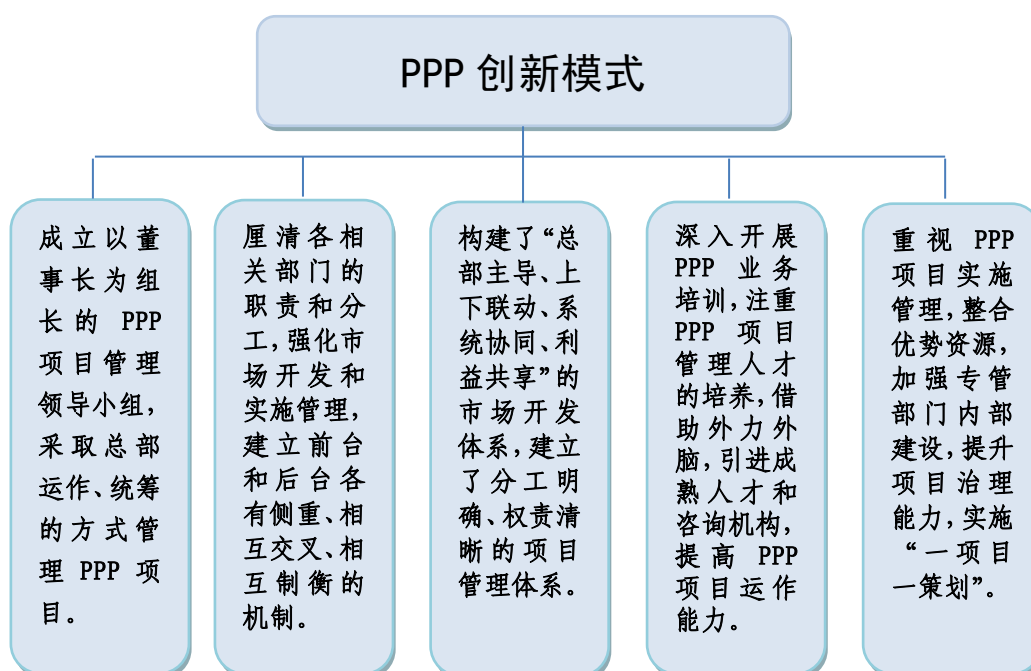 PPP 创新模式
成立以董
事长为组
长的 PPP
项目管理
领导小组，
采取总部
运作、统筹
的方式管
理 PPP 项
目。
厘清各相
关部门的
职责和分
工，强化市
场开发和
实施管理，
建立前台
和后台各
有侧重、相
互交叉、相
互制衡的
机制。
构建了“总
部主导、上
下联动、系
统协同、利
益共享”的
市场开发
体系，建立
了分工明
确、权责清
晰的项目
管理体系。
深入开展
PPP 业务
培训，注重
PPP 项目
管理人才
的培养，借
助外力外
脑，引进成
熟人才和
咨询机构，
提高 PPP
项目运作
能力。
重视 PPP
项目实施
管理，整合
优势资源，
加强专管
部门内部
建设，提升
项目治理
能力，实施
“一项目
一策划”。